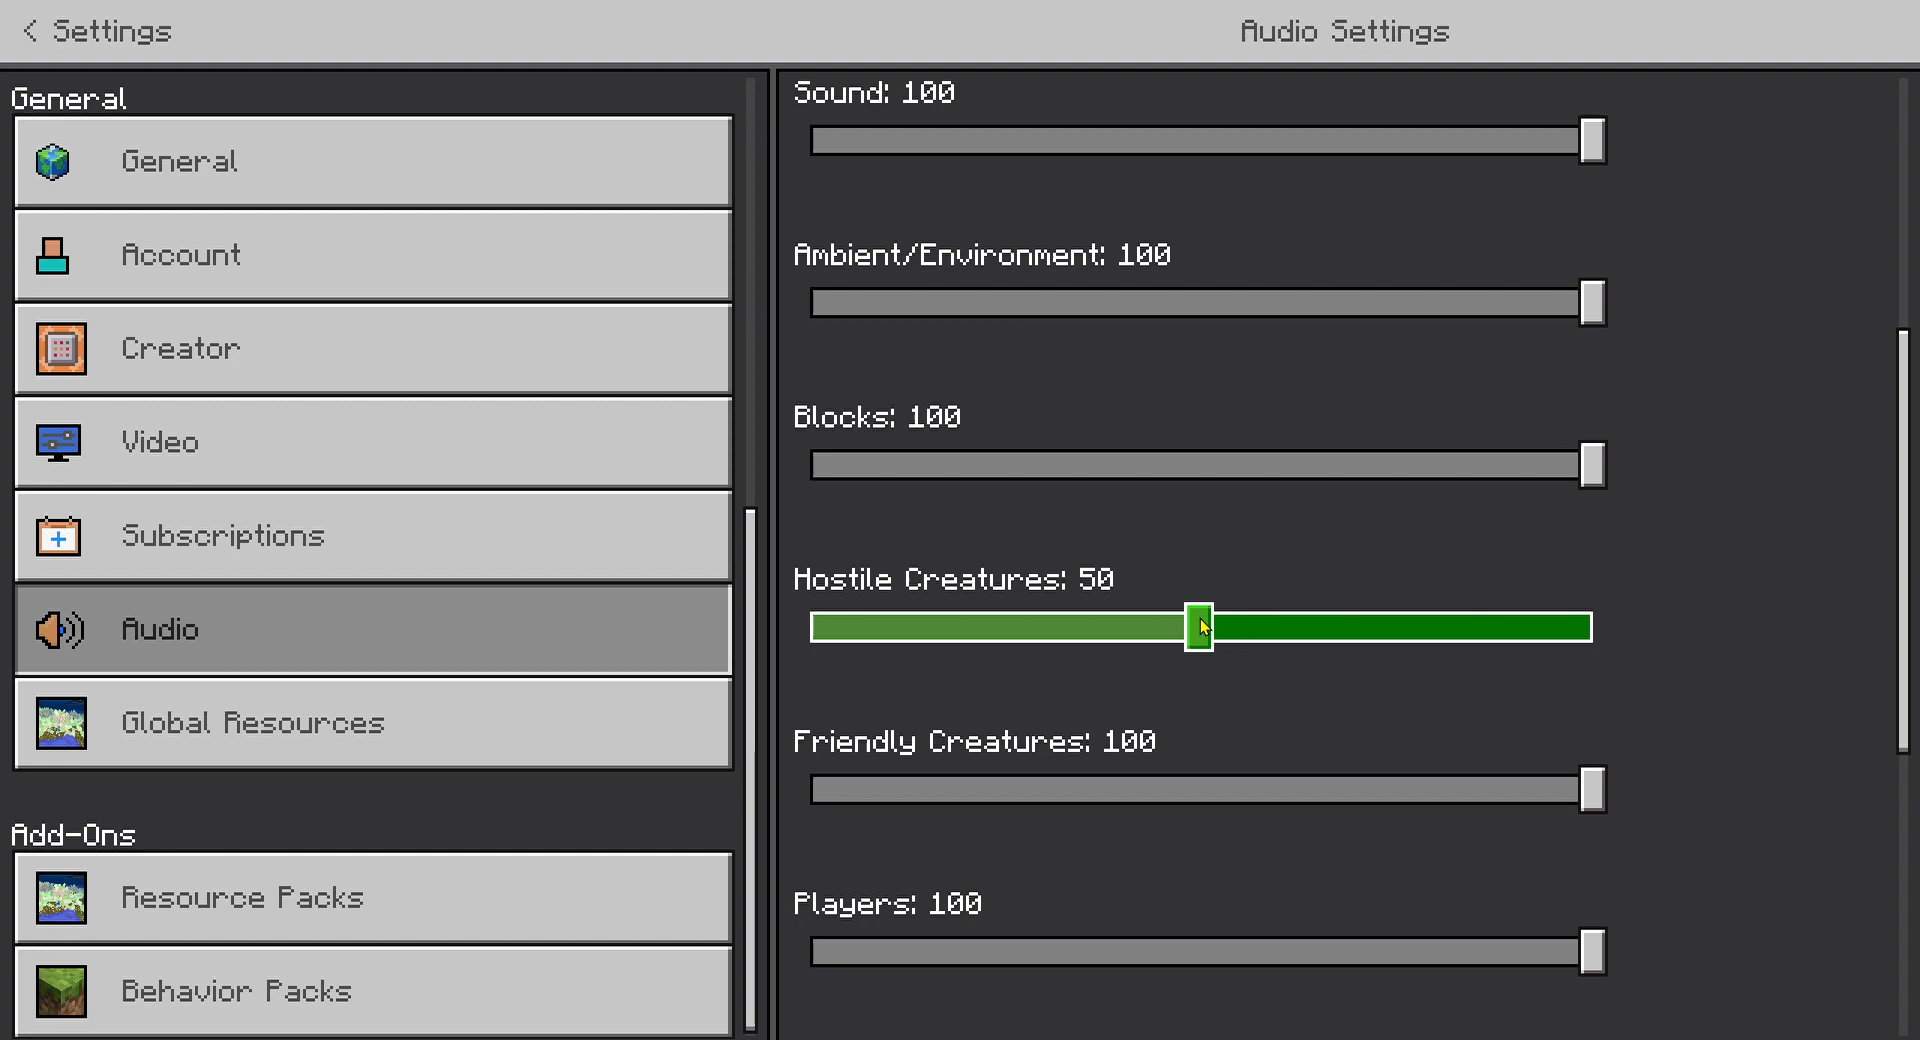 Settings
Audio Settings
General
General
Account
Creator
Video
Subscriptions
Audio
Global Resources
Add-Ons
Resource Packs
Behavior Packs
Sound: 100
Ambient/Environment: 100
Blocks: 100
Hostile Creatures: 50
Friendly Creatures: 100
Players: 100